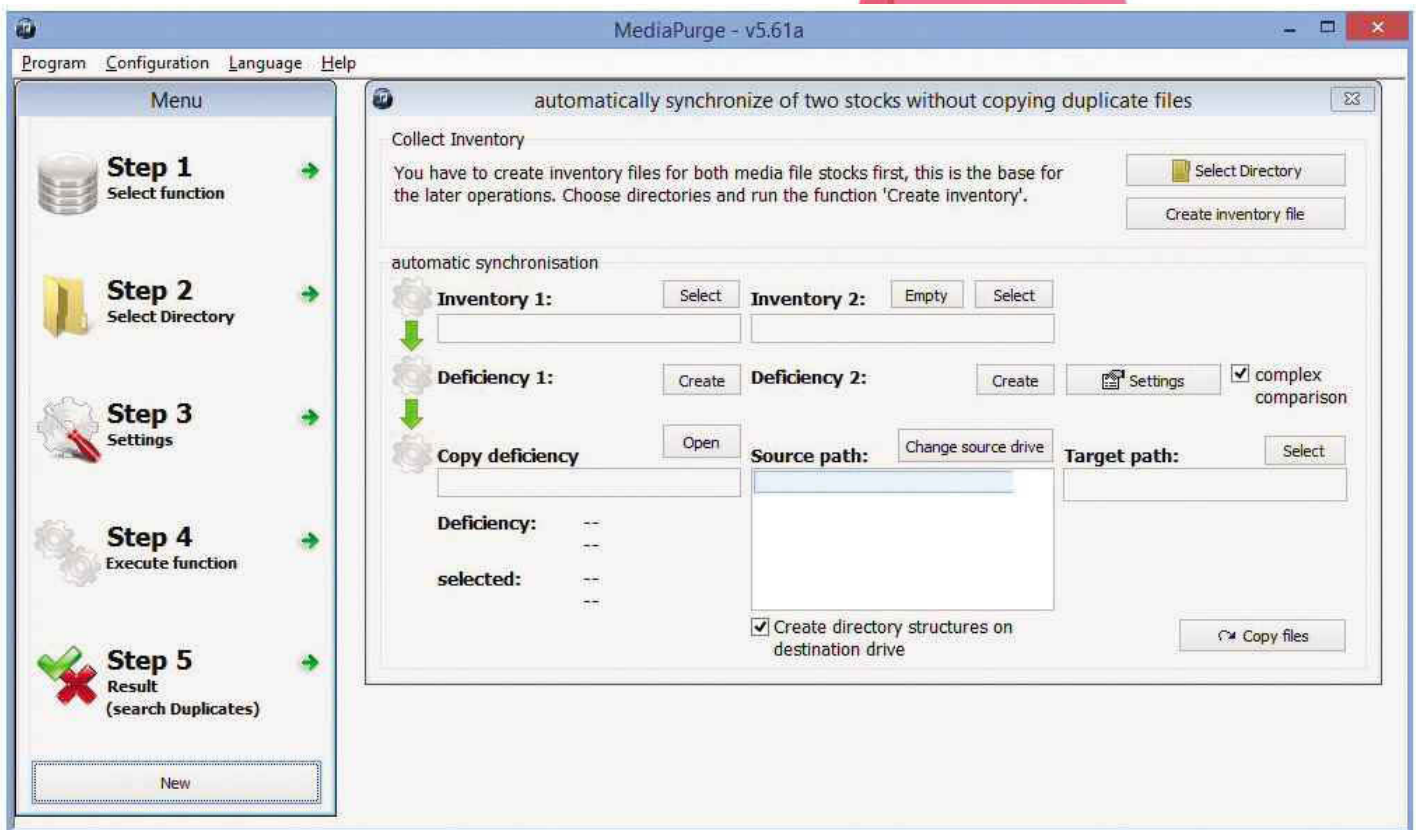 MediaPurge - v5.61a
Program Configuration Language Help
Menu
Step 1
Select function
Step 2
Select Directory
Step 3
Settings
Step 4
Execute function
Step 5
Result
(search Duplicates)
New
automatically synchronize of two stocks without copying duplicate files
Collect Inventory
You have to create inventory files for both media file stocks first, this is the base for
the later operations. Choose directories and run the function 'Create inventory'.
Select Directory
Create inventory file
automatic synchronisation
Inventory 1: Select Inventory 2: Empty Select
Deficiency 1: Create Deficiency 2: Create Settings complex
comparison
Copy deficiency Open Source path: Change source drive Target path: Select
Deficiency: --
--
selected: --
--
Create directory structures on
destination drive
Copy files